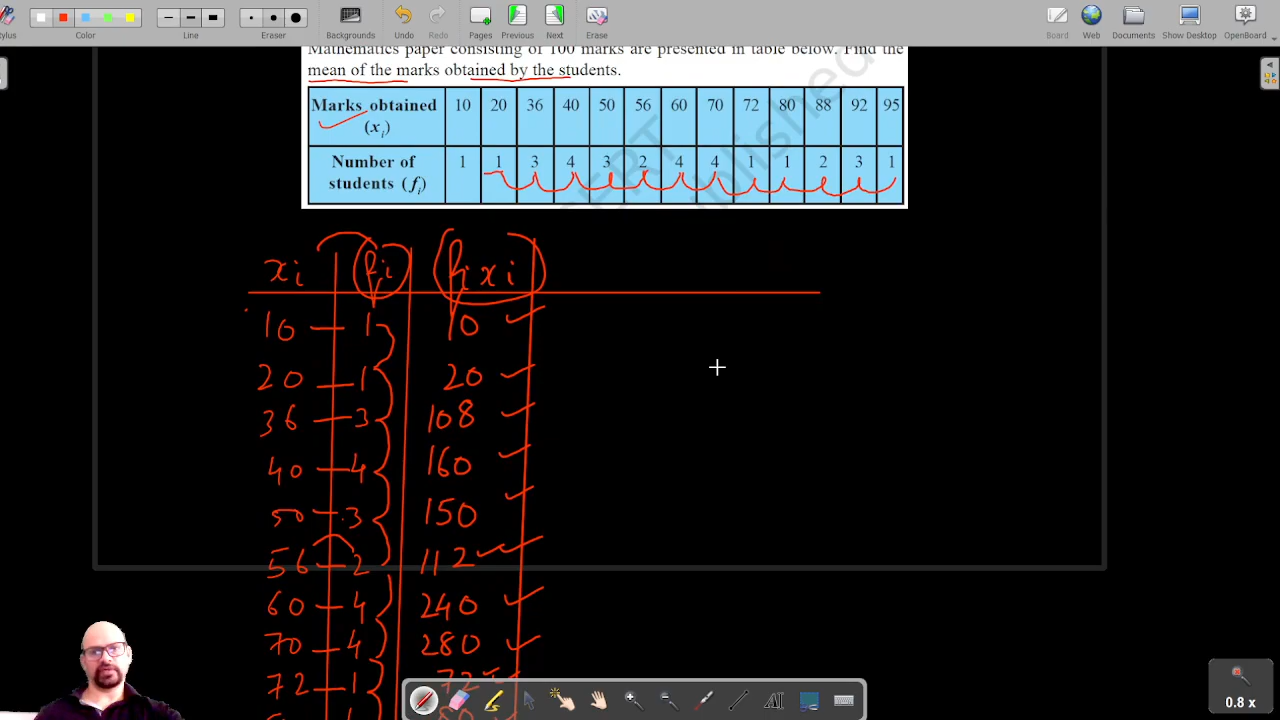 tylus
Color
Line
Eraser
Backgrounds
Undo
Redo
Pages
Previous
Next
Erase
Board
Web
Documents
Show Desktop
OpenBoard
Mathematics paper consisting of 100 marks are presented in table below. Find the
mean of the marks obtained by the students.
Marks obtained (xi) 10 20 36 40 50 56 60 70 72 80 88 92 95
Number of students (fi) 1 1 3 4 3 2 4 4 1 1 2 3 1
xi fi fi xi
10 1 10
20 1 20
36 3 108
40 4 160
50 3 150
56 2 112
60 4 240
70 4 280
72 1 72
0.8 x